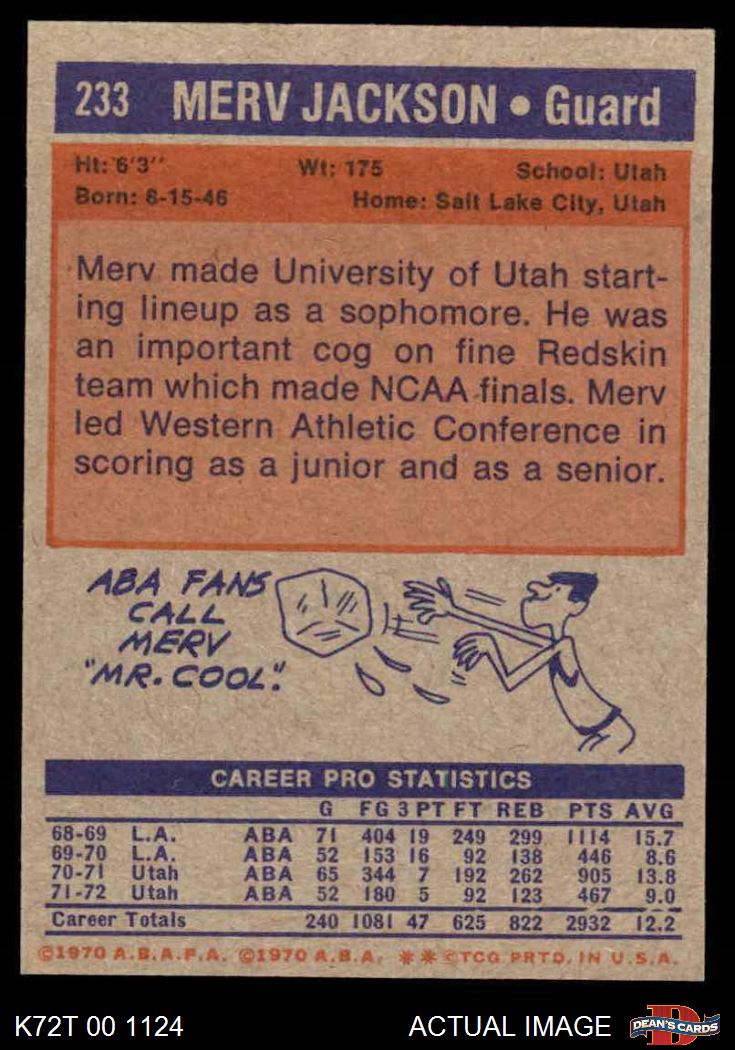 233 MERV JACKSON • Guard
Ht: 6'3" Wt: 175 School: Utah
Born: 8-15-46 Home: Salt Lake City, Utah
Merv made University of Utah start-
ing lineup as a sophomore. He was
an important cog on fine Redskin
team which made NCAA finals. Merv
led Western Athletic Conference in
scoring as a junior and as a senior.
ABA FANS
CALL
MERV
"MR. COOL".
CAREER PRO STATISTICS
G FG 3 PT FT REB PTS AVG
68-69 L.A. ABA 71 404 19 249 299 1114 15.7
69-70 L.A. ABA 52 153 16 92 138 446 8.6
70-71 Utah ABA 65 344 7 192 262 905 13.8
71-72 Utah ABA 52 180 5 92 123 467 9.0
Career Totals 240 1081 47 625 822 2932 12.2
©1970 A.B.A.P.A. ©1970 A.B.A. ** ©TCG PRTD. IN U.S.A.
K72T 00 1124 ACTUAL IMAGE DEAN'S CARDS